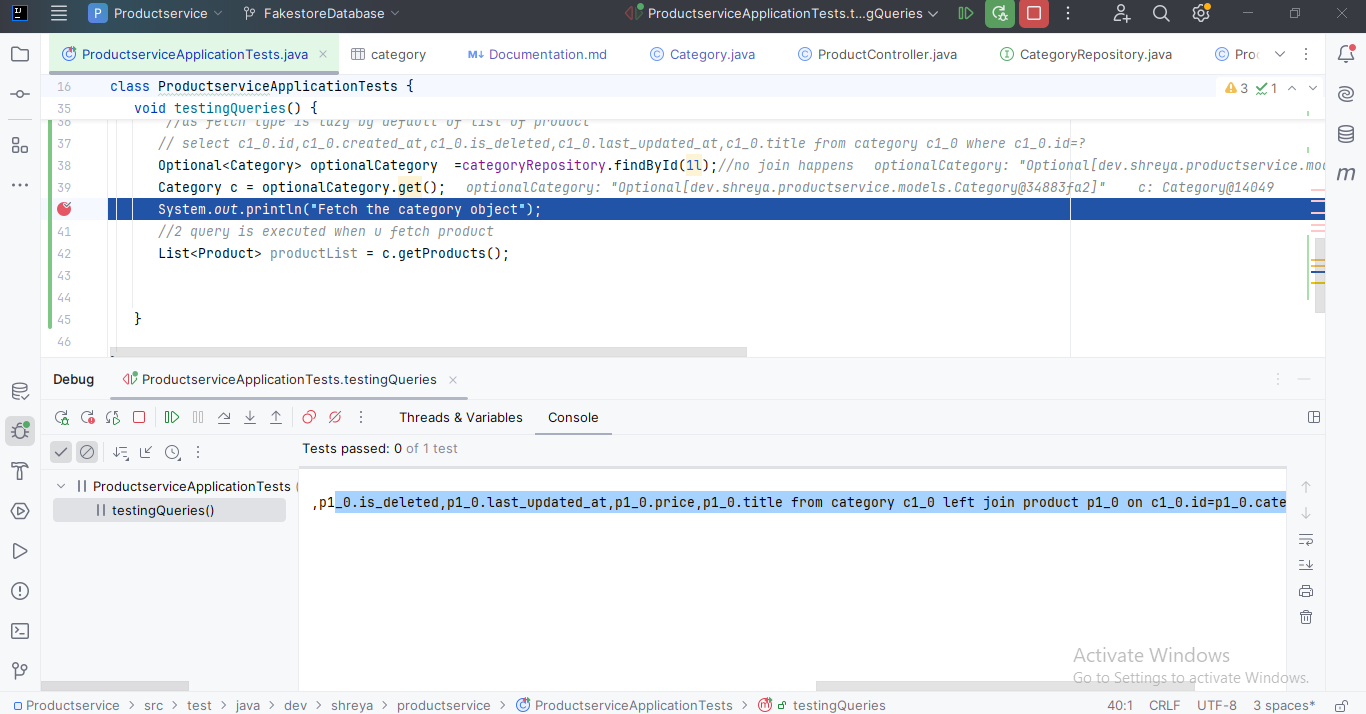 P Productservice FakestoreDatabase ProductserviceApplicationTests.t...gQueries
ProductserviceApplicationTests.java category M↓ Documentation.md Category.java ProductController.java CategoryRepository.java Pro
16 class ProductserviceApplicationTests { 3 1
35 void testingQueries() {
36 //as fetch type is lazy by default of list of product
37 // select c1_0.id,c1_0.created_at,c1_0.is_deleted,c1_0.last_updated_at,c1_0.title from category c1_0 where c1_0.id=?
38 Optional<Category> optionalCategory =categoryRepository.findById(1l);//no join happens optionalCategory: "Optional[dev.shreya.productservice.mo
39 Category c = optionalCategory.get(); optionalCategory: "Optional[dev.shreya.productservice.models.Category@34883fa2]" c: Category@14049
System.out.println("Fetch the category object");
41 //2 query is executed when u fetch product
42 List<Product> productList = c.getProducts();
43
44
45 }
46
Debug ProductserviceApplicationTests.testingQueries
Threads & Variables Console
Tests passed: 0 of 1 test
ProductserviceApplicationTests (
testingQueries()
,p1_0.is_deleted,p1_0.last_updated_at,p1_0.price,p1_0.title from category c1_0 left join product p1_0 on c1_0.id=p1_0.cate
m
Activate Windows
Go to Settings to activate Windows.
Productservice > src > test > java > dev > shreya > productservice > ProductserviceApplicationTests > testingQueries 40:1 CRLF UTF-8 3 spaces*